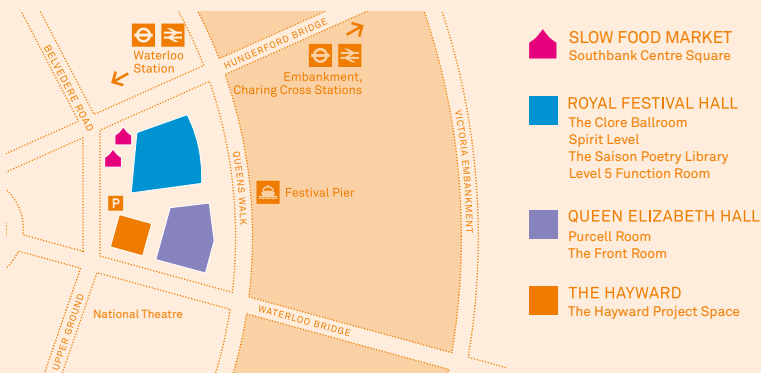 BELVEDERE ROAD
Waterloo
Station
HUNGERFORD BRIDGE
Embankment,
Charing Cross Stations
VICTORIA EMBANKMENT
QUEENS WALK
Festival Pier
P
National Theatre
WATERLOO BRIDGE
UPPER GROUND
SLOW FOOD MARKET
Southbank Centre Square
ROYAL FESTIVAL HALL
The Clore Ballroom
Spirit Level
The Saison Poetry Library
Level 5 Function Room
QUEEN ELIZABETH HALL
Purcell Room
The Front Room
THE HAYWARD
The Hayward Project Space